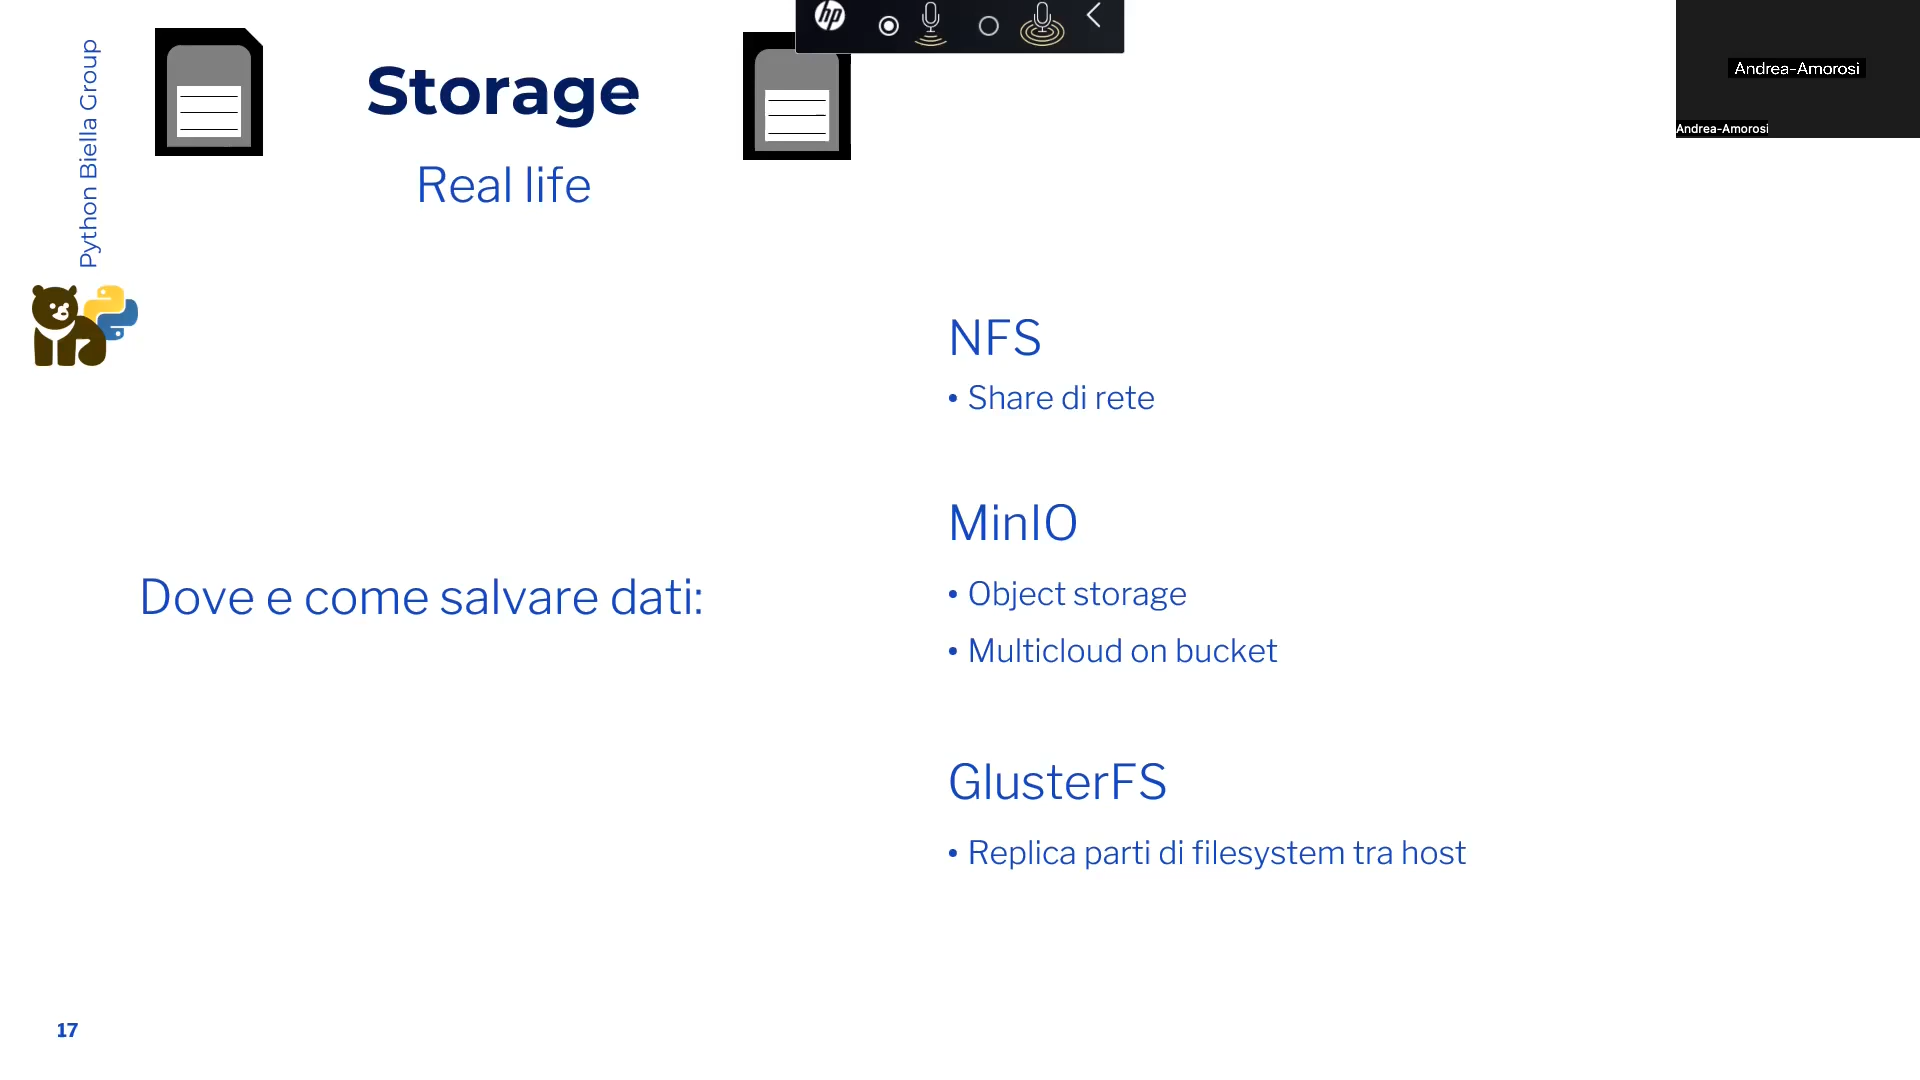 Python Biella Group
Storage
Real life
hp
Andrea-Amorosi
Andrea-Amorosi
Dove e come salvare dati:
NFS
• Share di rete
MinIO
• Object storage
• Multicloud on bucket
GlusterFS
• Replica parti di filesystem tra host
17